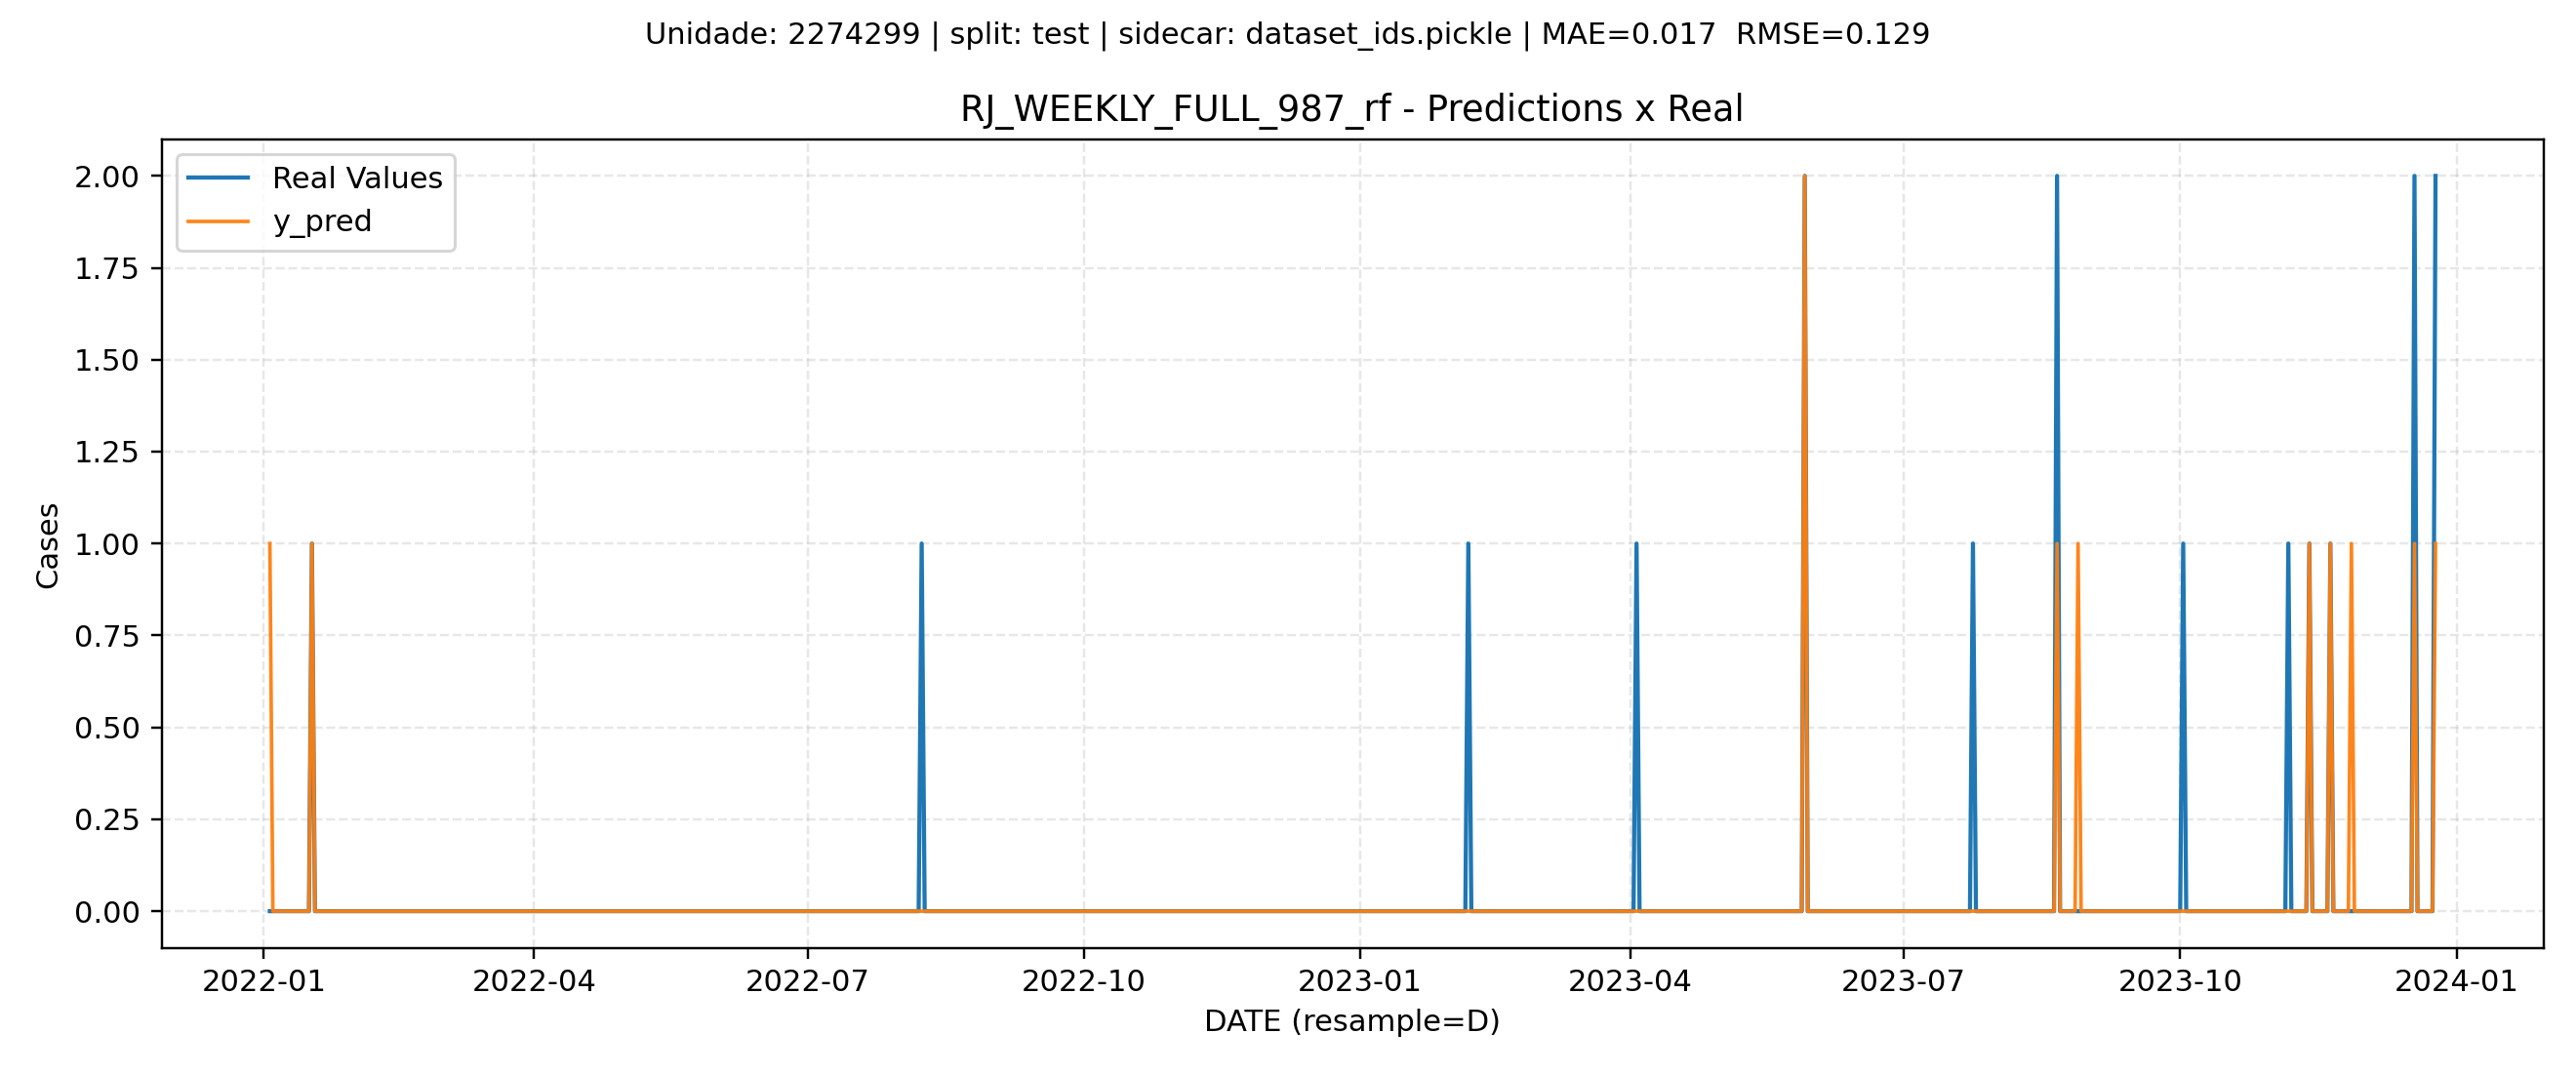 Unidade: 2274299 | split: test | sidecar: dataset_ids.pickle | MAE=0.017  RMSE=0.129
RJ_WEEKLY_FULL_987_rf - Predictions x Real
Real Values
y_pred
2.00
1.75
1.50
1.25
1.00
0.75
0.50
0.25
0.00
Cases
2022-01 2022-04 2022-07 2022-10 2023-01 2023-04 2023-07 2023-10 2024-01
DATE (resample=D)